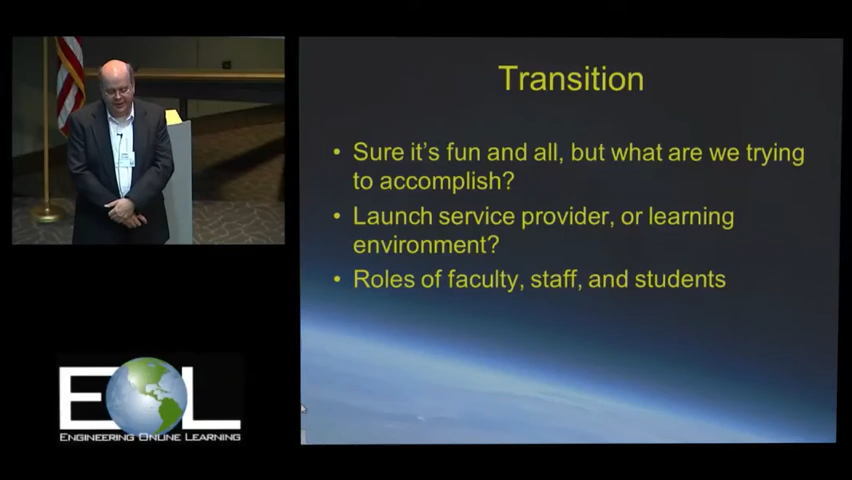 Transition
• Sure it's fun and all, but what are we trying
to accomplish?
• Launch service provider, or learning
environment?
• Roles of faculty, staff, and students
EOL
ENGINEERING ONLINE LEARNING